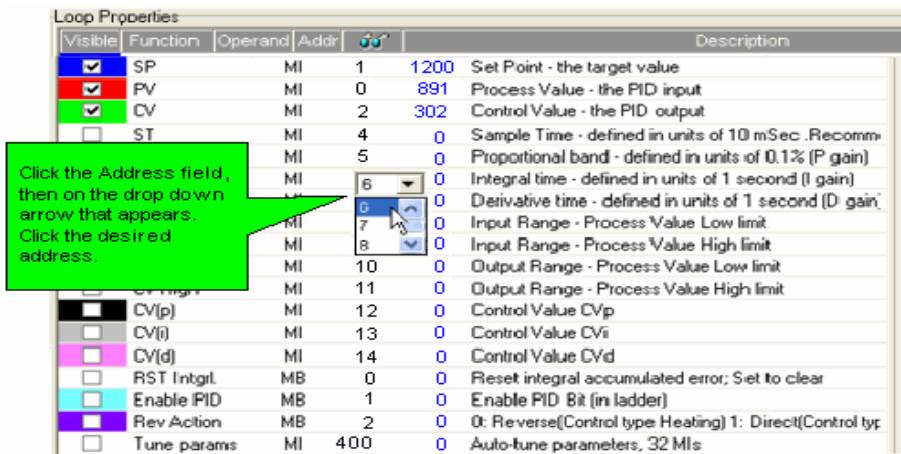 Loop Properties
Visible Function Operand Addr Description
SP MI 1 1200 Set Point - the target value
PV MI 0 891 Process Value - the PID input
CV MI 2 302 Control Value - the PID output
ST MI 4 0 Sample Time - defined in units of 10 mSec .Recomm
MI 5 0 Proportional band - defined in units of 0.1% (P gain)
MI 6 0 Integral time - defined in units of 1 second (I gain)
MI 6 0 Derivative time - defined in units of 1 second (D gain)
MI 7 0 Input Range - Process Value Low limit
MI 8 0 Input Range - Process Value High limit
MI 10 0 Output Range - Process Value Low limit
MI 11 0 Output Range - Process Value High limit
CV(p) MI 12 0 Control Value CVp
CV(i) MI 13 0 Control Value CVi
CV(d) MI 14 0 Control Value CVd
RST Intgrl. MB 0 0 Reset integral accumulated error; Set to clear
Enable PID MB 1 0 Enable PID Bit (in ladder)
Rev Action MB 2 0 0: Reverse(Control type Heating) 1: Direct(Control typ
Tune params MI 400 0 Auto-tune parameters, 32 MIs
Click the Address field,
then on the drop down
arrow that appears.
Click the desired
address.